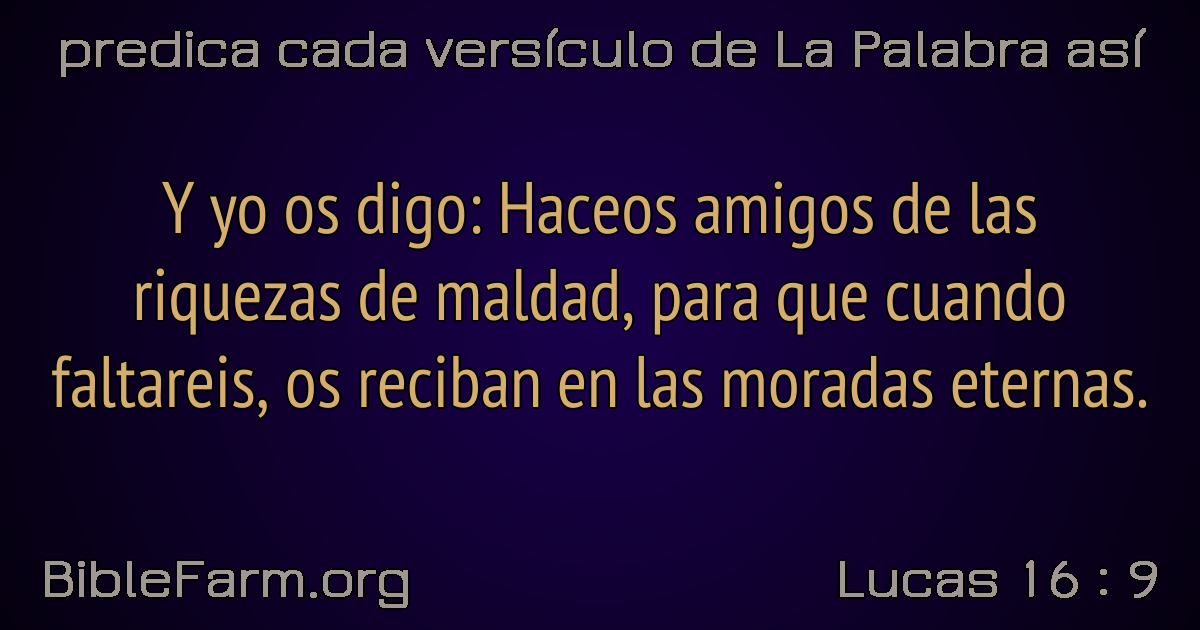 predica cada versículo de La Palabra así
Y yo os digo: Haceos amigos de las
riquezas de maldad, para que cuando
faltareis, os reciban en las moradas eternas.
BibleFarm.org
Lucas 16 : 9